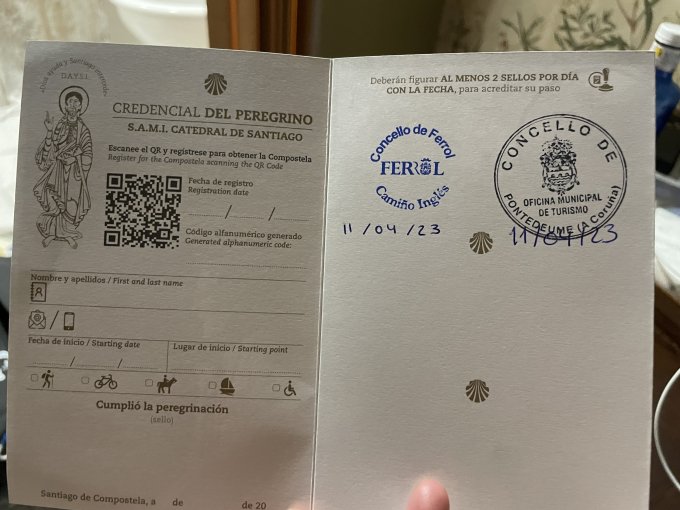 Dios ayuda y Santiago intercede
CREDENCIAL DEL PEREGRINO
S.A.M.I. CATEDRAL DE SANTIAGO
Escanee el QR y regístrese para obtener la Compostela
Register for the Compostela scanning the QR Code
Fecha de registro
Registration date
/ /
Código alfanumérico generado
Generated alphanumeric code:
Nombre y apellidos / First and last name
/
Fecha de inicio / Starting date
/ /
Lugar de inicio / Starting point
Cumplió la peregrinación
(sello)
Santiago de Compostela, a de de 20
Deberán figurar AL MENOS 2 SELLOS POR DÍA
CON LA FECHA, para acreditar su paso
Concello de Ferrol
FERROL
Camiño Inglés
11/04/23
CONCELLO DE
PONTEDEUME (A Coruña)
OFICINA MUNICIPAL
DE TURISMO
11/04/23